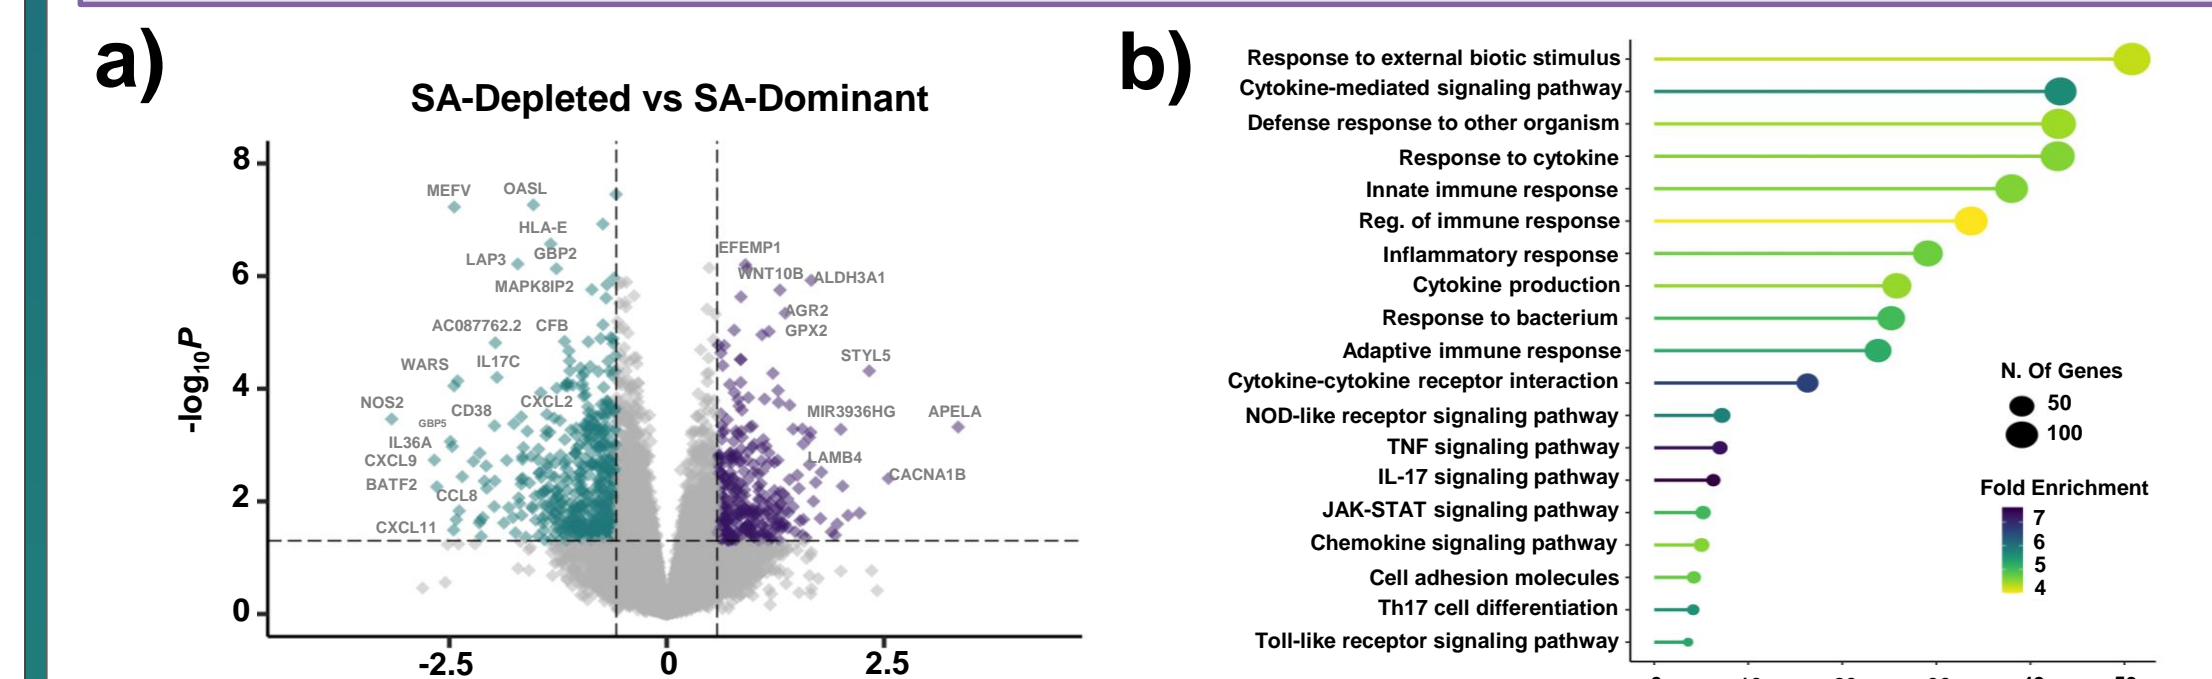 a)
SA-Depleted vs SA-Dominant
-log10P
8
6
4
2
0
-2.5
0
2.5
MEFV
OASL
HLA-E
LAP3
GBP2
MAPK8IP2
AC087762.2
CFB
WARS
IL17C
NOS2
CD38
CXCL2
GBP5
IL36A
CXCL9
BATF2
CCL8
CXCL11
EFEMP1
WNT10B
ALDH3A1
AGR2
GPX2
STYL5
MIR3936HG
APELA
LAMB4
CACNA1B
b)
Response to external biotic stimulus
Cytokine-mediated signaling pathway
Defense response to other organism
Response to cytokine
Innate immune response
Reg. of immune response
Inflammatory response
Cytokine production
Response to bacterium
Adaptive immune response
Cytokine-cytokine receptor interaction
NOD-like receptor signaling pathway
TNF signaling pathway
IL-17 signaling pathway
JAK-STAT signaling pathway
Chemokine signaling pathway
Cell adhesion molecules
Th17 cell differentiation
Toll-like receptor signaling pathway
N. Of Genes
50
100
Fold Enrichment
7
6
5
4